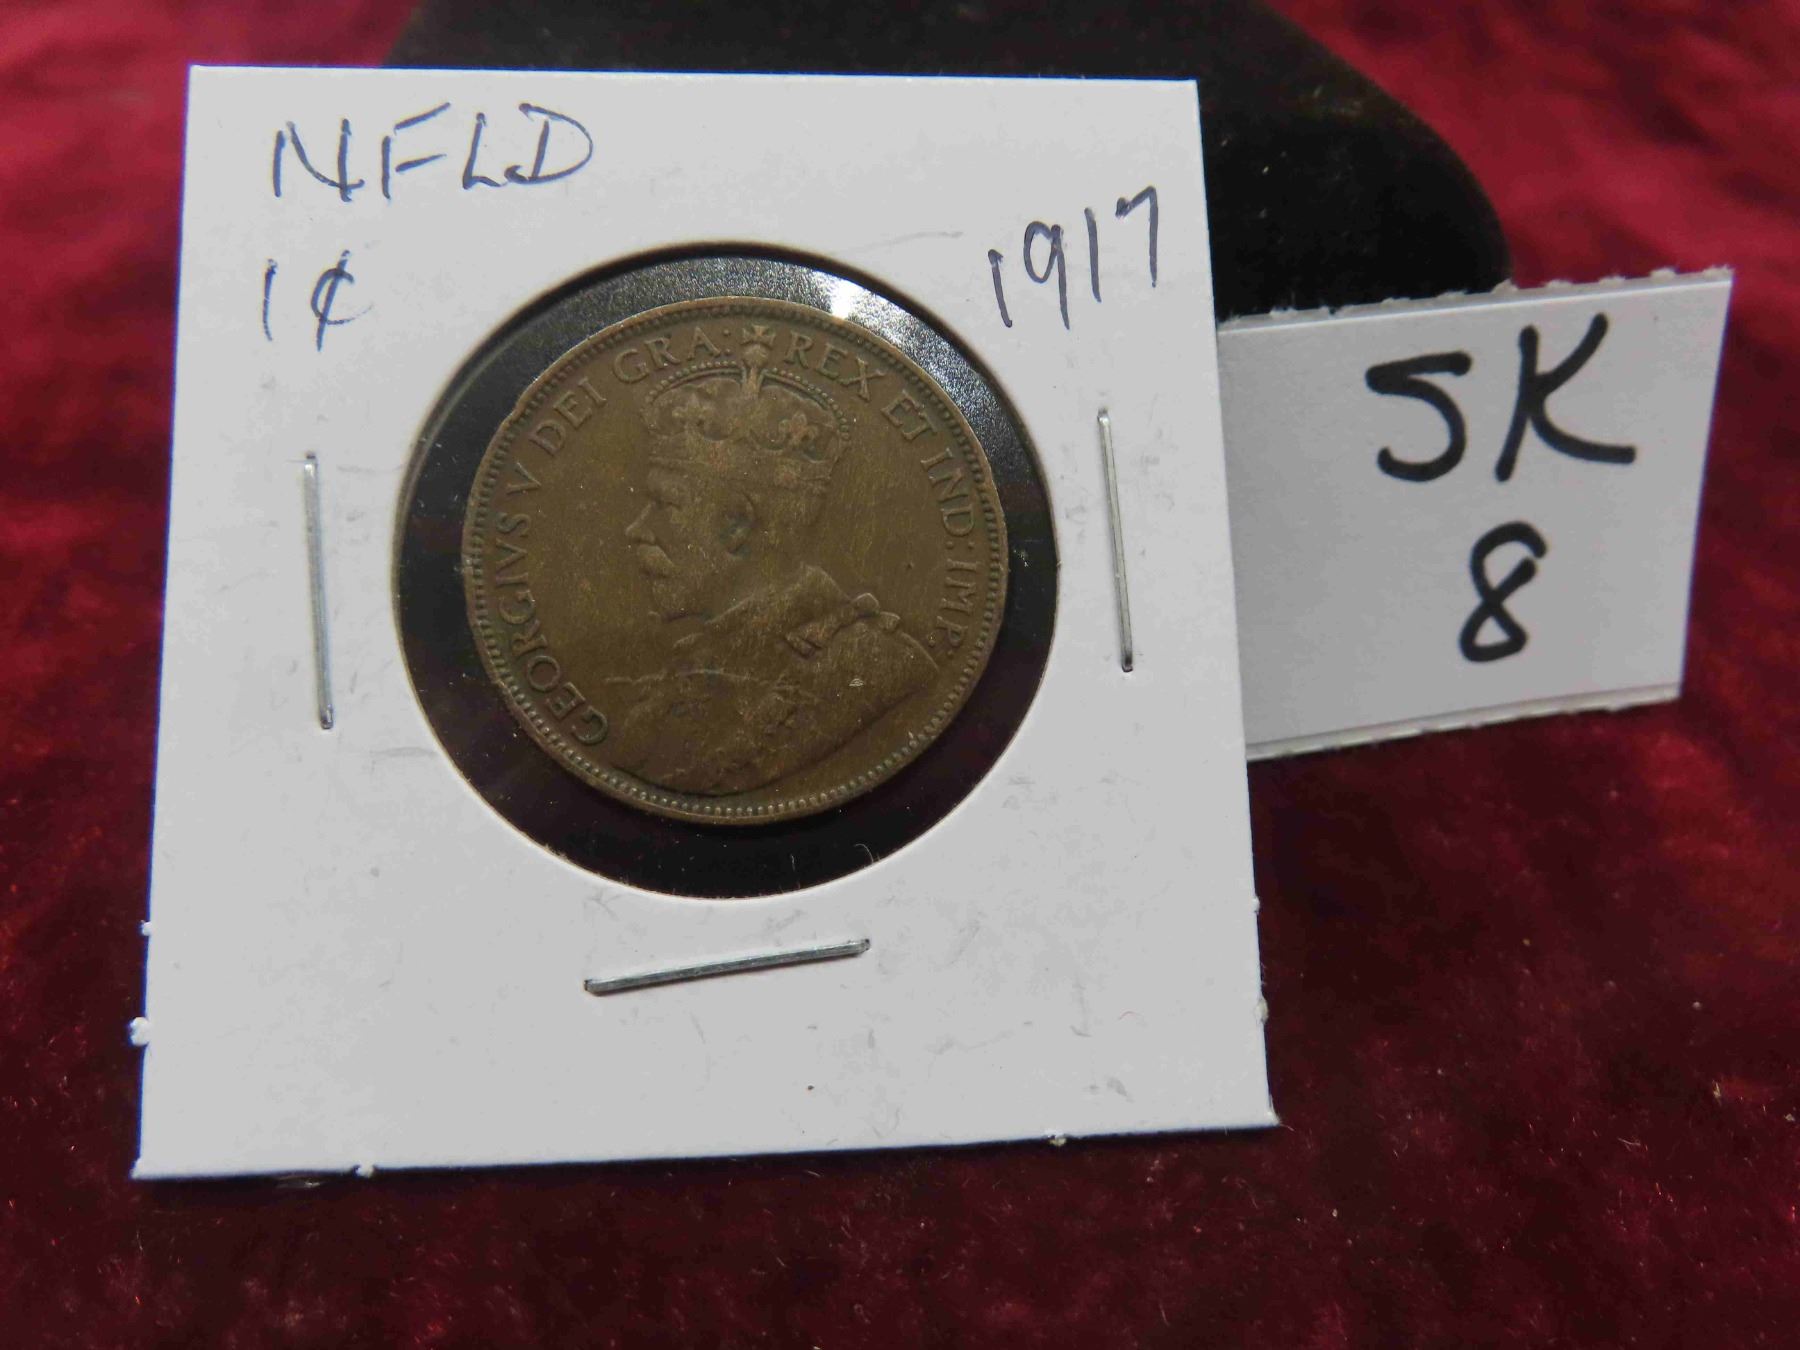 NFLD
1¢
1917
GEORGIVS V DEI GRA: REX ET IND: IMP:
SK
8